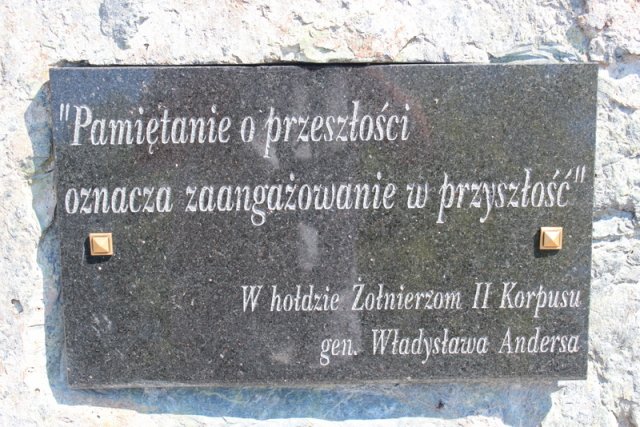 "Pamiętanie o przeszłości
oznacza zaangażowanie w przyszłość"
W hołdzie Żołnierzom II Korpusu
gen. Władysława Andersa